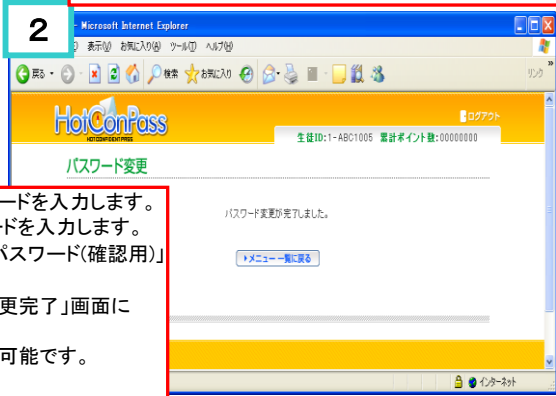 2
- Microsoft Internet Explorer
表示(V) お気に入り(A) ツール(T) ヘルプ(H)
戻る 検索 お気に入り リンク
HotConPass
HOT CONFIDENT PASS
ログアウト
生徒ID:1-ABC1005 累計ポイント数:00000000
パスワード変更
ードを入力します。
ードを入力します。
パスワード(確認用)」
パスワード変更が完了しました。
メニュー一覧に戻る
更完了」画面に
可能です。
インターネット